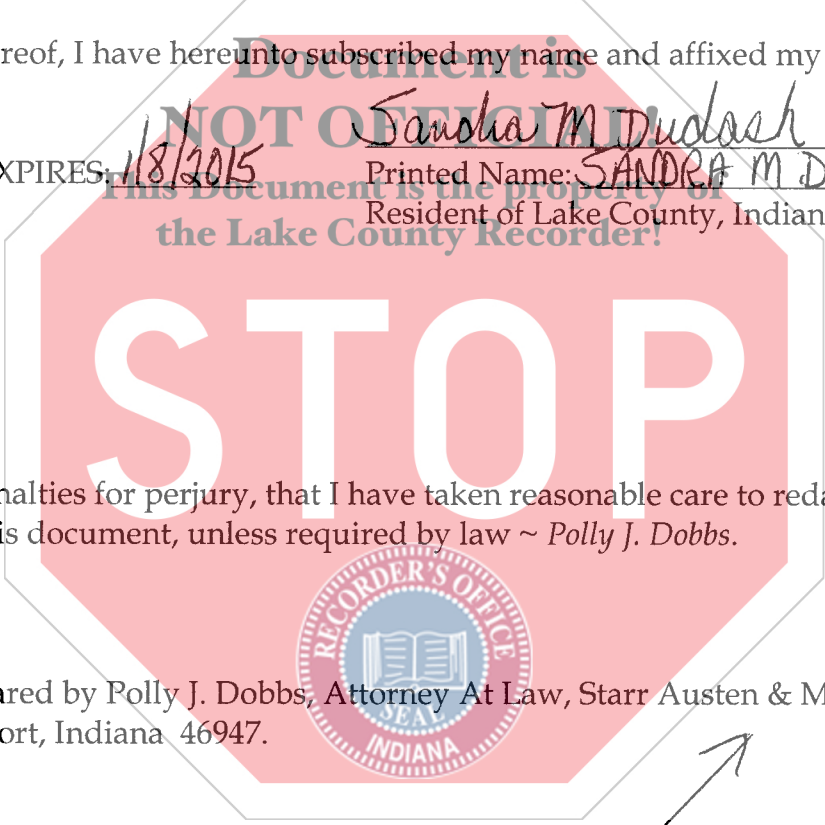 Document is
reof, I have hereunto subscribed my name and affixed my
NOT OFFICIAL!
Sandra M Dudash
XPIRES: 1/8/2015
Printed Name: SANDRA M D
This Document is the property of
Resident of Lake County, Indian
the Lake County Recorder!
STOP
nalties for perjury, that I have taken reasonable care to reda
is document, unless required by law ~ Polly J. Dobbs.
RECORDER'S OFFICE
SEAL
INDIANA
ared by Polly J. Dobbs, Attorney At Law, Starr Austen & M
ort, Indiana 46947.